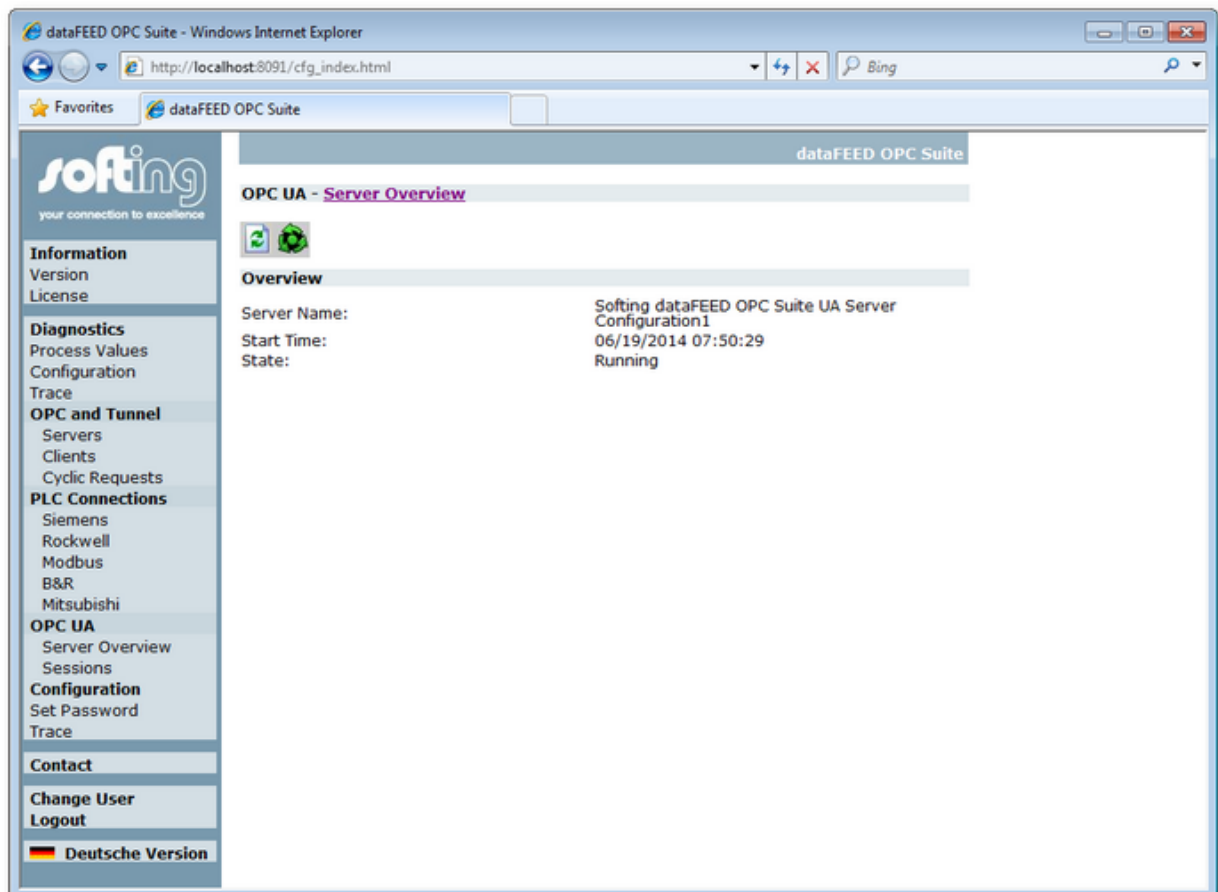 dataFEED OPC Suite - Windows Internet Explorer
http://localhost:8091/cfg_index.html
Bing
Favorites
dataFEED OPC Suite
softing
your connection to excellence
dataFEED OPC Suite
OPC UA - Server Overview
Overview
Server Name: Softing dataFEED OPC Suite UA Server
Configuration1
Start Time: 06/19/2014 07:50:29
State: Running
Information
Version
License
Diagnostics
Process Values
Configuration
Trace
OPC and Tunnel
Servers
Clients
Cyclic Requests
PLC Connections
Siemens
Rockwell
Modbus
B&R
Mitsubishi
OPC UA
Server Overview
Sessions
Configuration
Set Password
Trace
Contact
Change User
Logout
Deutsche Version